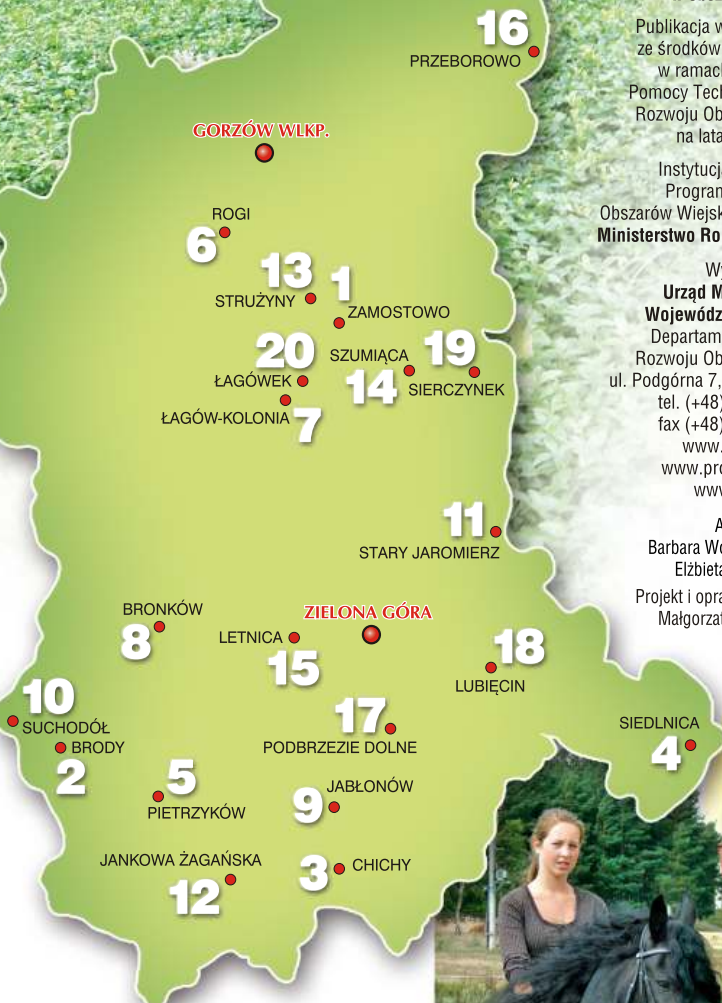 16
PRZEBOROWO
GORZÓW WLKP.
ROGI
6
13
STRUŻYNY
1
ZAMOSTOWO
20
ŁAGÓWEK
SZUMIĄCA
14
19
SIERCZYNEK
ŁAGÓW-KOLONIA
7
11
STARY JAROMIERZ
BRONKÓW
8
ZIELONA GÓRA
LETNICA
15
18
LUBIĘCIN
10
SUCHODÓŁ
BRODY
2
17
PODBRZEZIE DOLNE
SIEDLNICA
4
5
PIETRZYKÓW
JABŁONÓW
9
JANKOWA ŻAGAŃSKA
12
3
CHICHY
Publikacja w
ze środków
w ramach
Pomocy Tech
Rozwoju Ob
na lata
Instytucja
Program
Obszarów Wiejsk
Ministerstwo Ro
Wy
Urząd M
Wojewódz
Departam
Rozwoju Ob
ul. Podgórna 7,
tel. (+48)
fax (+48)
www.
www.pro
www
A
Barbara Wo
Elżbieta
Projekt i opra
Małgorzat